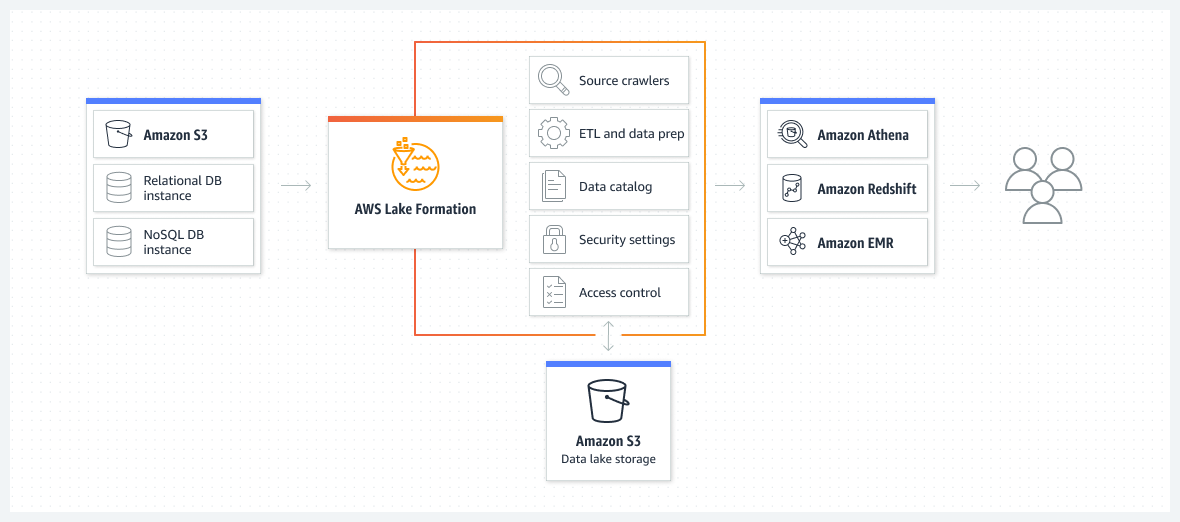 Amazon S3
Relational DB
instance
NoSQL DB
instance
AWS Lake Formation
Source crawlers
ETL and data prep
Data catalog
Security settings
Access control
Amazon S3
Data lake storage
Amazon Athena
Amazon Redshift
Amazon EMR